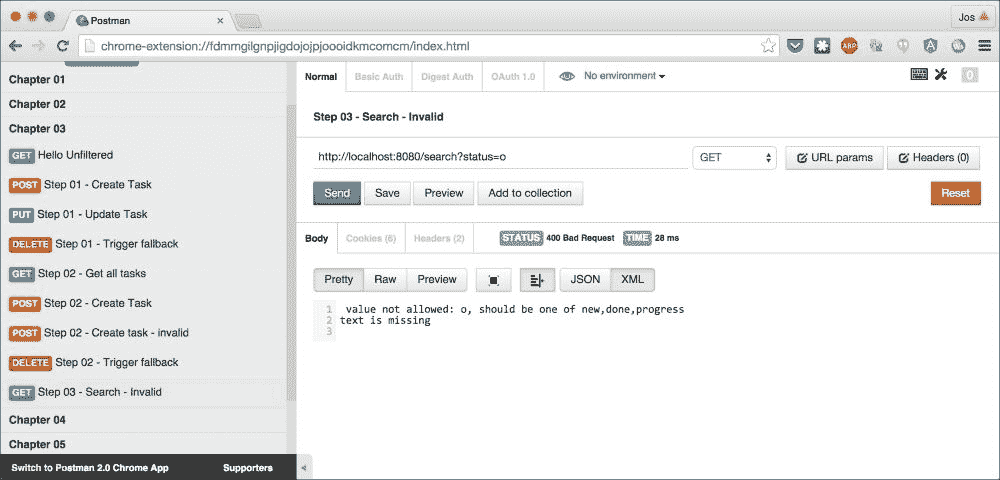 Postman
Jos
chrome-extension://fdmmgilgnpjigdojojpjoooidkmcomcm/index.html
ABP
Chapter 01
Chapter 02
Chapter 03
GET Hello Unfiltered
POST Step 01 - Create Task
PUT Step 01 - Update Task
DELETE Step 01 - Trigger fallback
GET Step 02 - Get all tasks
POST Step 02 - Create Task
POST Step 02 - Create task - invalid
DELETE Step 02 - Trigger fallback
GET Step 03 - Search - Invalid
Chapter 04
Chapter 05
Switch to Postman 2.0 Chrome App Supporters
Normal Basic Auth Digest Auth OAuth 1.0 No environment 0
Step 03 - Search - Invalid
http://localhost:8080/search?status=o GET URL params Headers (0)
Send Save Preview Add to collection Reset
Body Cookies (6) Headers (2) STATUS 400 Bad Request TIME 28 ms
Pretty Raw Preview JSON XML
1 value not allowed: o, should be one of new,done,progress
2 text is missing
3